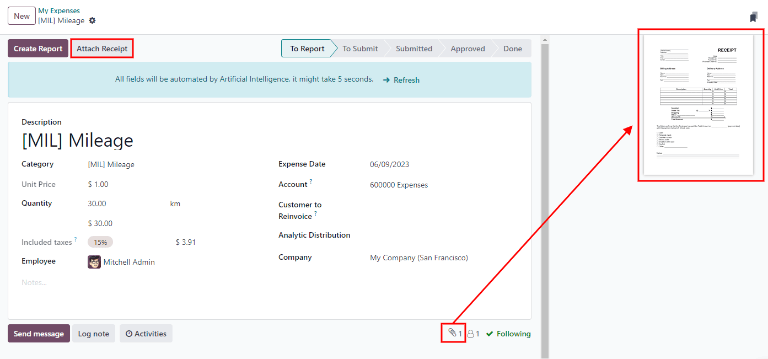 New
My Expenses
[MIL] Mileage
Create Report
Attach Receipt
To Report
To Submit
Submitted
Approved
Done
All fields will be automated by Artificial Intelligence, it might take 5 seconds. Refresh
Description
[MIL] Mileage
Category [MIL] Mileage
Unit Price $ 1.00
Quantity 30.00 km
$ 30.00
Included taxes ? 15% $ 3.91
Employee Mitchell Admin
Notes...
Expense Date 06/09/2023
Account ? 600000 Expenses
Customer to
Reinvoice ?
Analytic Distribution
Company My Company (San Francisco)
Send message
Log note
Activities
1
1
Following
RECEIPT